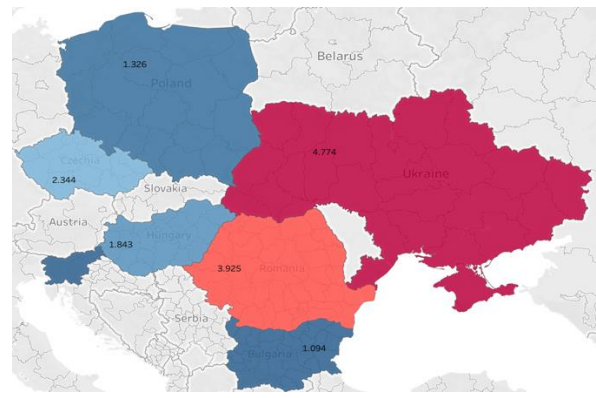 Belarus
1.326
Poland
4.774
Czechia
Ukraine
2.344
Slovakia
Austria
Hungary
1.843
3.925
Romania
Serbia
1.094
Bulgaria